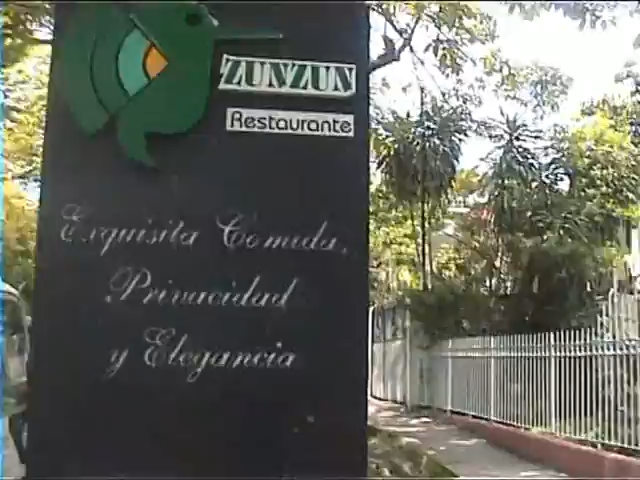 ZUNZUN
Restaurante
Exquisita Comida,
Privacidad
y Elegancia